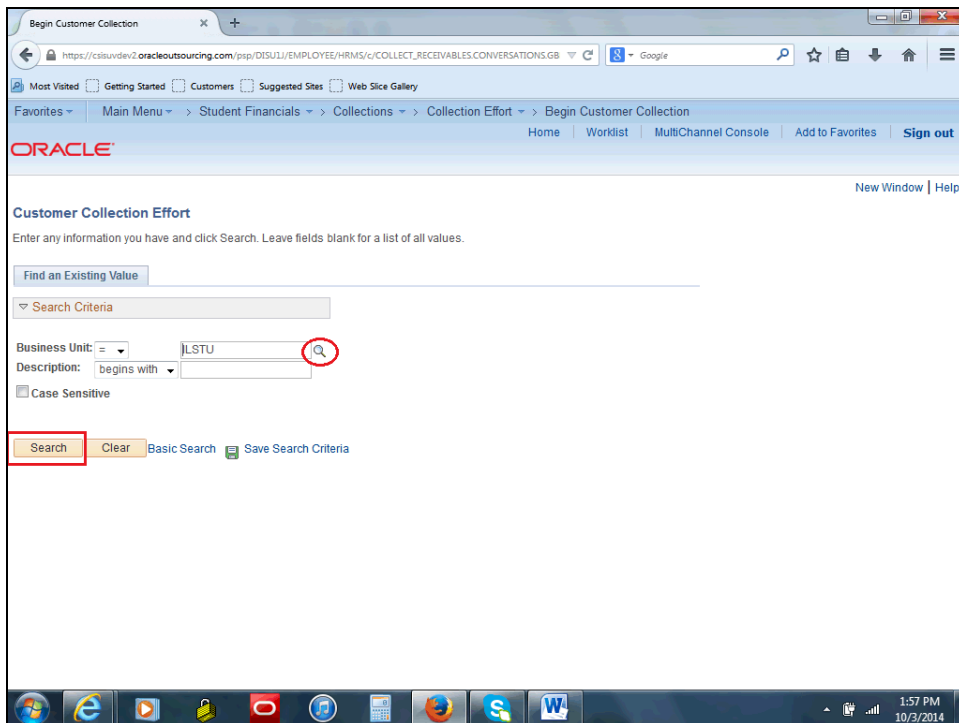 Begin Customer Collection
https://csisuvdev2.oracleoutsourcing.com/psp/DISU1J/EMPLOYEE/HRMS/c/COLLECT_RECEIVABLES.CONVERSATIONS.GB
8 Google
Most Visited Getting Started Customers Suggested Sites Web Slice Gallery
Favorites Main Menu > Student Financials > Collections > Collection Effort > Begin Customer Collection
Home Worklist MultiChannel Console Add to Favorites Sign out
ORACLE
New Window | Help
Customer Collection Effort
Enter any information you have and click Search. Leave fields blank for a list of all values.
Find an Existing Value
Search Criteria
Business Unit: = ILSTU
Description: begins with
Case Sensitive
Search Clear Basic Search Save Search Criteria
1:57 PM
10/3/2014